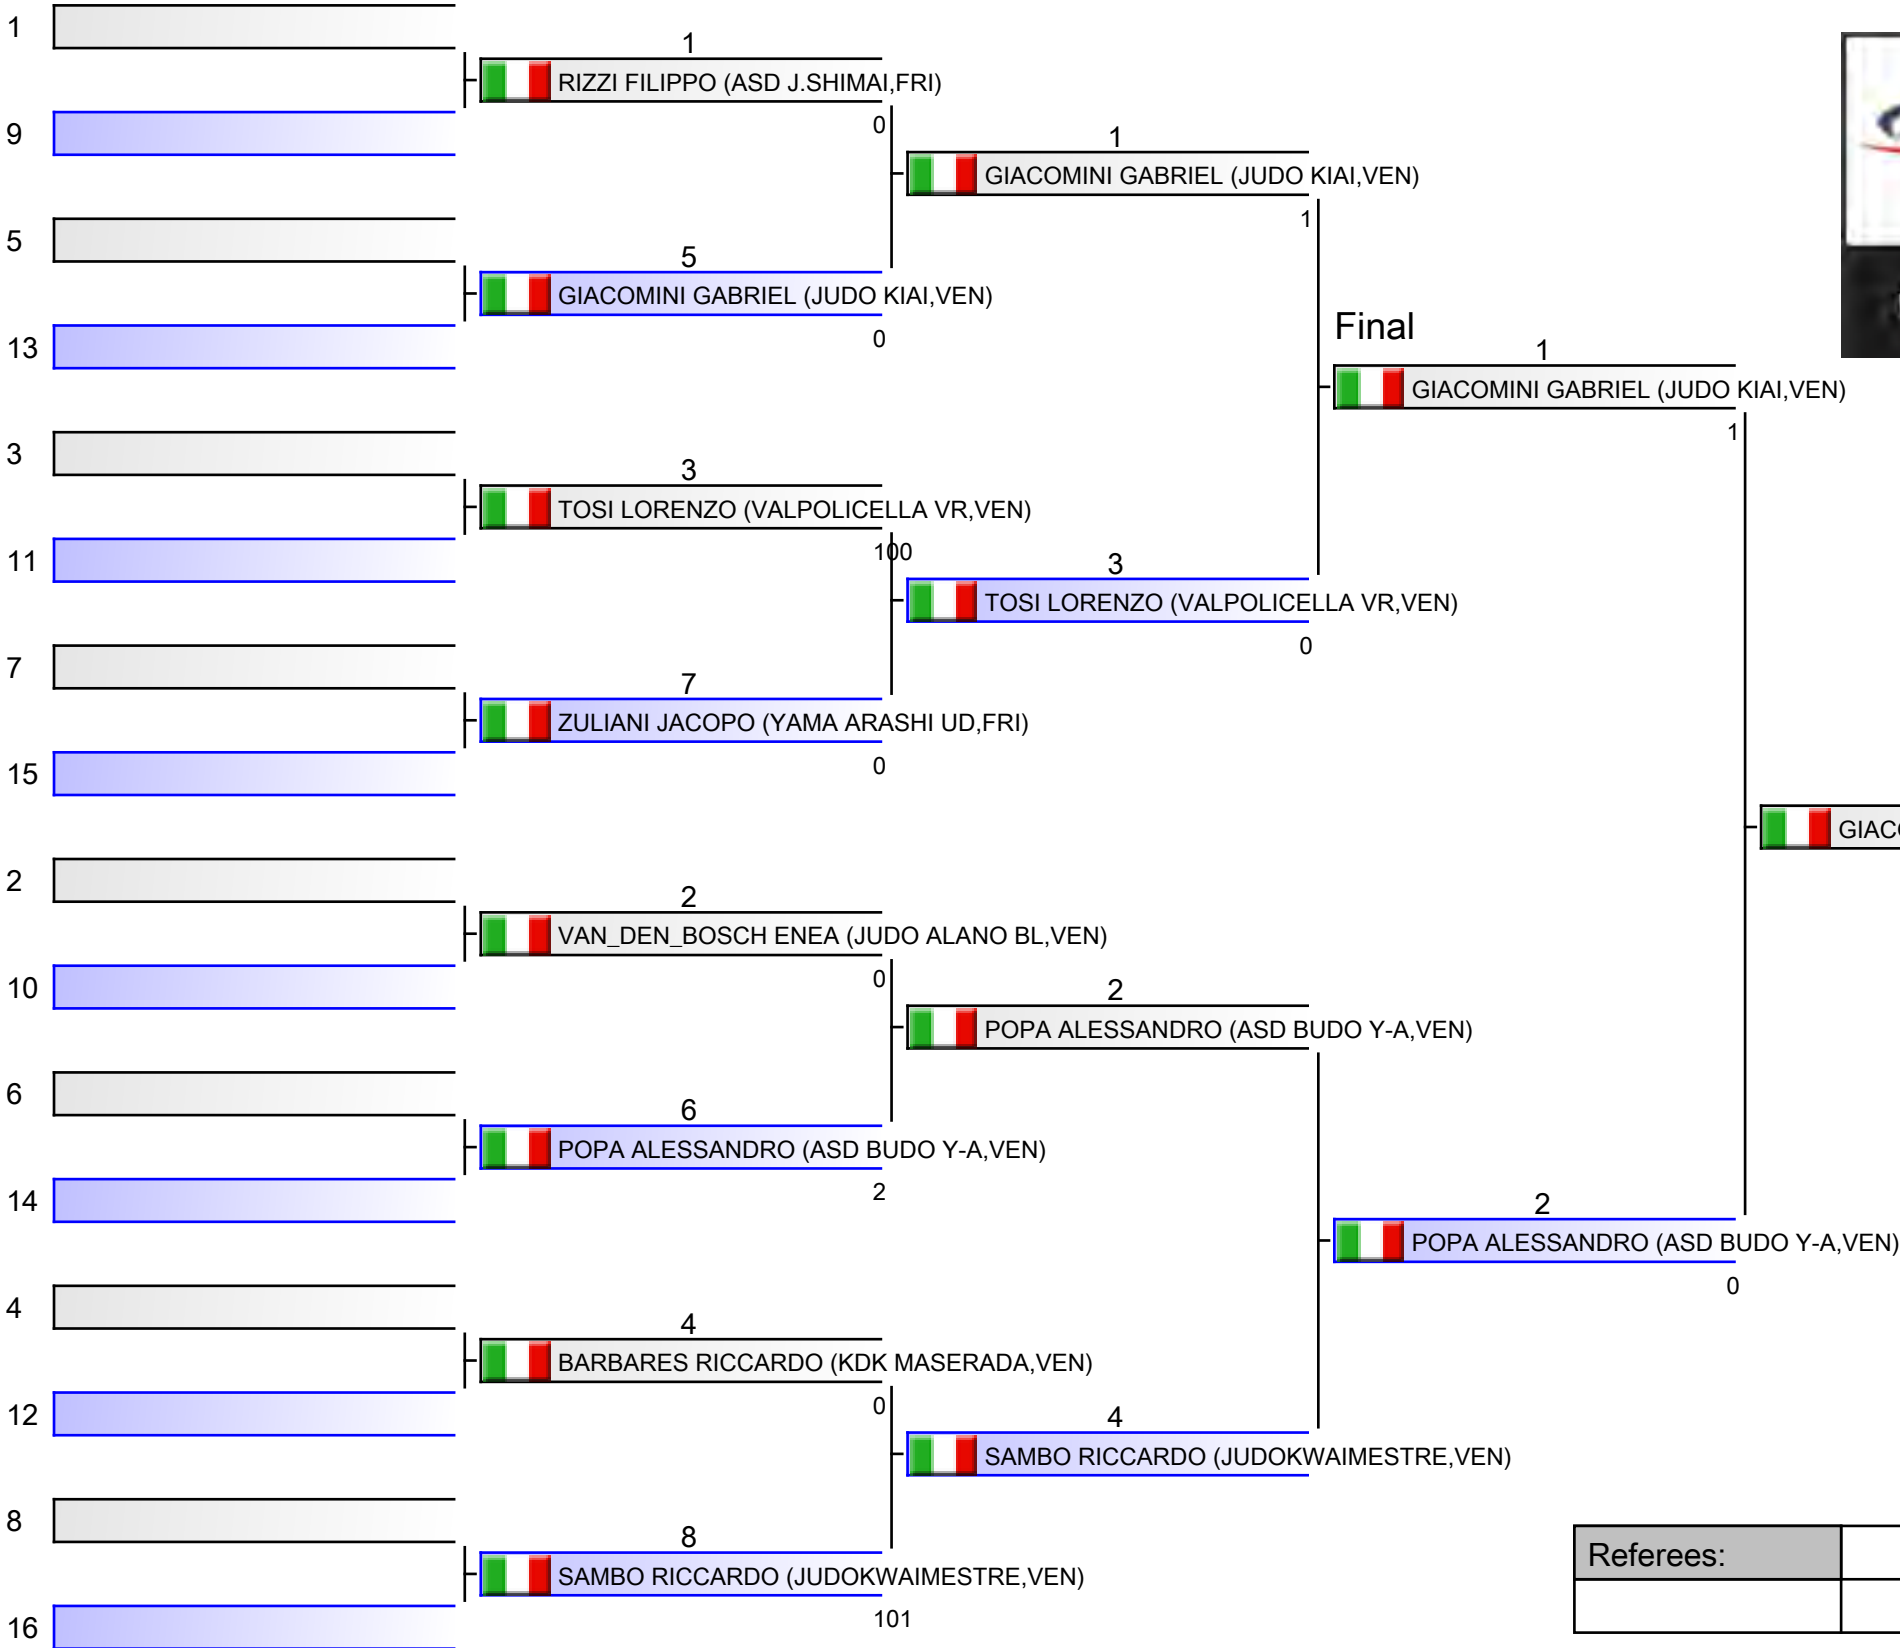 1
1
RIZZI FILIPPO (ASD J.SHIMAI,FRI)
0
9
1
GIACOMINI GABRIEL (JUDO KIAI,VEN)
1
5
5
GIACOMINI GABRIEL (JUDO KIAI,VEN)
0
13
Final
1
GIACOMINI GABRIEL (JUDO KIAI,VEN)
1
3
3
TOSI LORENZO (VALPOLICELLA VR,VEN)
100
11
3
TOSI LORENZO (VALPOLICELLA VR,VEN)
0
7
7
ZULIANI JACOPO (YAMA ARASHI UD,FRI)
0
15
GIAC
2
2
VAN_DEN_BOSCH ENEA (JUDO ALANO BL,VEN)
0
10
2
POPA ALESSANDRO (ASD BUDO Y-A,VEN)
6
6
POPA ALESSANDRO (ASD BUDO Y-A,VEN)
2
14
2
POPA ALESSANDRO (ASD BUDO Y-A,VEN)
0
4
4
BARBARES RICCARDO (KDK MASERADA,VEN)
0
12
4
SAMBO RICCARDO (JUDOKWAIMESTRE,VEN)
8
8
SAMBO RICCARDO (JUDOKWAIMESTRE,VEN)
101
16
Referees: